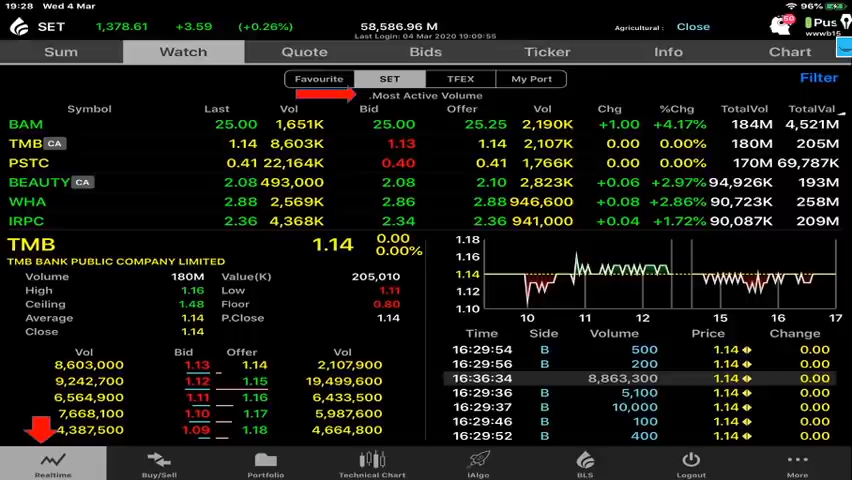 19:28 Wed 4 Mar 96%
SET 1,378.61 +3.59 (+0.26%) 58,586.96 M Agricultural : Close 50 Pus
Last Login: 04 Mar 2020 19:09:55 wwwb15
Sum Watch Quote Bids Ticker Info Chart
Favourite SET TFEX My Port Filter
.Most Active Volume
Symbol Last Vol Bid Offer Vol Chg %Chg TotalVol TotalVal
BAM 25.00 1,651K 25.00 25.25 2,190K +1.00 +4.17% 184M 4,521M
TMB CA 1.14 8,603K 1.13 1.14 2,107K 0.00 0.00% 180M 205M
PSTC 0.41 22,164K 0.40 0.41 1,766K 0.00 0.00% 170M 69,787K
BEAUTY CA 2.08 493,000 2.08 2.10 2,823K +0.06 +2.97% 94,926K 193M
WHA 2.88 2,569K 2.86 2.88 946,600 +0.08 +2.86% 90,723K 258M
IRPC 2.36 4,368K 2.34 2.36 941,000 +0.04 +1.72% 90,087K 209M
TMB 1.14 0.00
0.00%
TMB BANK PUBLIC COMPANY LIMITED
Volume 180M Value(K) 205,010
High 1.16 Low 1.11
Ceiling 1.48 Floor 0.80
Average 1.14 P.Close 1.14
Close 1.14
Vol Bid Offer Vol
8,603,000 1.13 1.14 2,107,900
9,242,700 1.12 1.15 19,499,600
6,564,900 1.11 1.16 6,433,500
7,668,100 1.10 1.17 5,987,600
4,387,500 1.09 1.18 4,664,800
1.18
1.16
1.14
1.12
1.10
10 11 12 15 16 17
Time Side Volume Price Change
16:29:54 B 500 1.14 0.00
16:29:56 B 200 1.14 0.00
16:36:34 8,863,300 1.14 0.00
16:29:36 B 5,100 1.14 0.00
16:29:37 B 10,000 1.14 0.00
16:29:46 B 100 1.14 0.00
16:29:52 B 400 1.14 0.00
Realtime Buy/Sell Portfolio Technical Chart iAlgo BLS Logout More